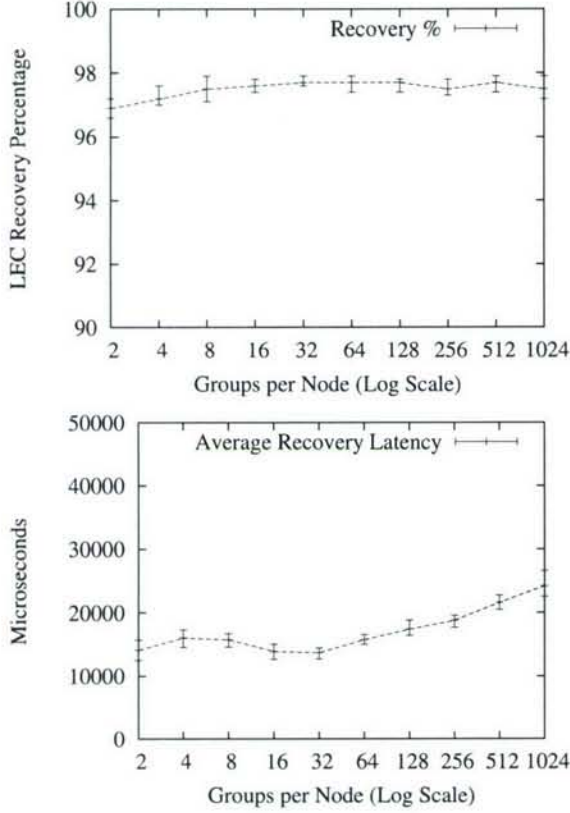 100
98
96
94
92
90
LEC Recovery Percentage
Recovery %
2 4 8 16 32 64 128 256 512 1024
Groups per Node (Log Scale)
50000
40000
30000
20000
10000
0
Microseconds
Average Recovery Latency
2 4 8 16 32 64 128 256 512 1024
Groups per Node (Log Scale)